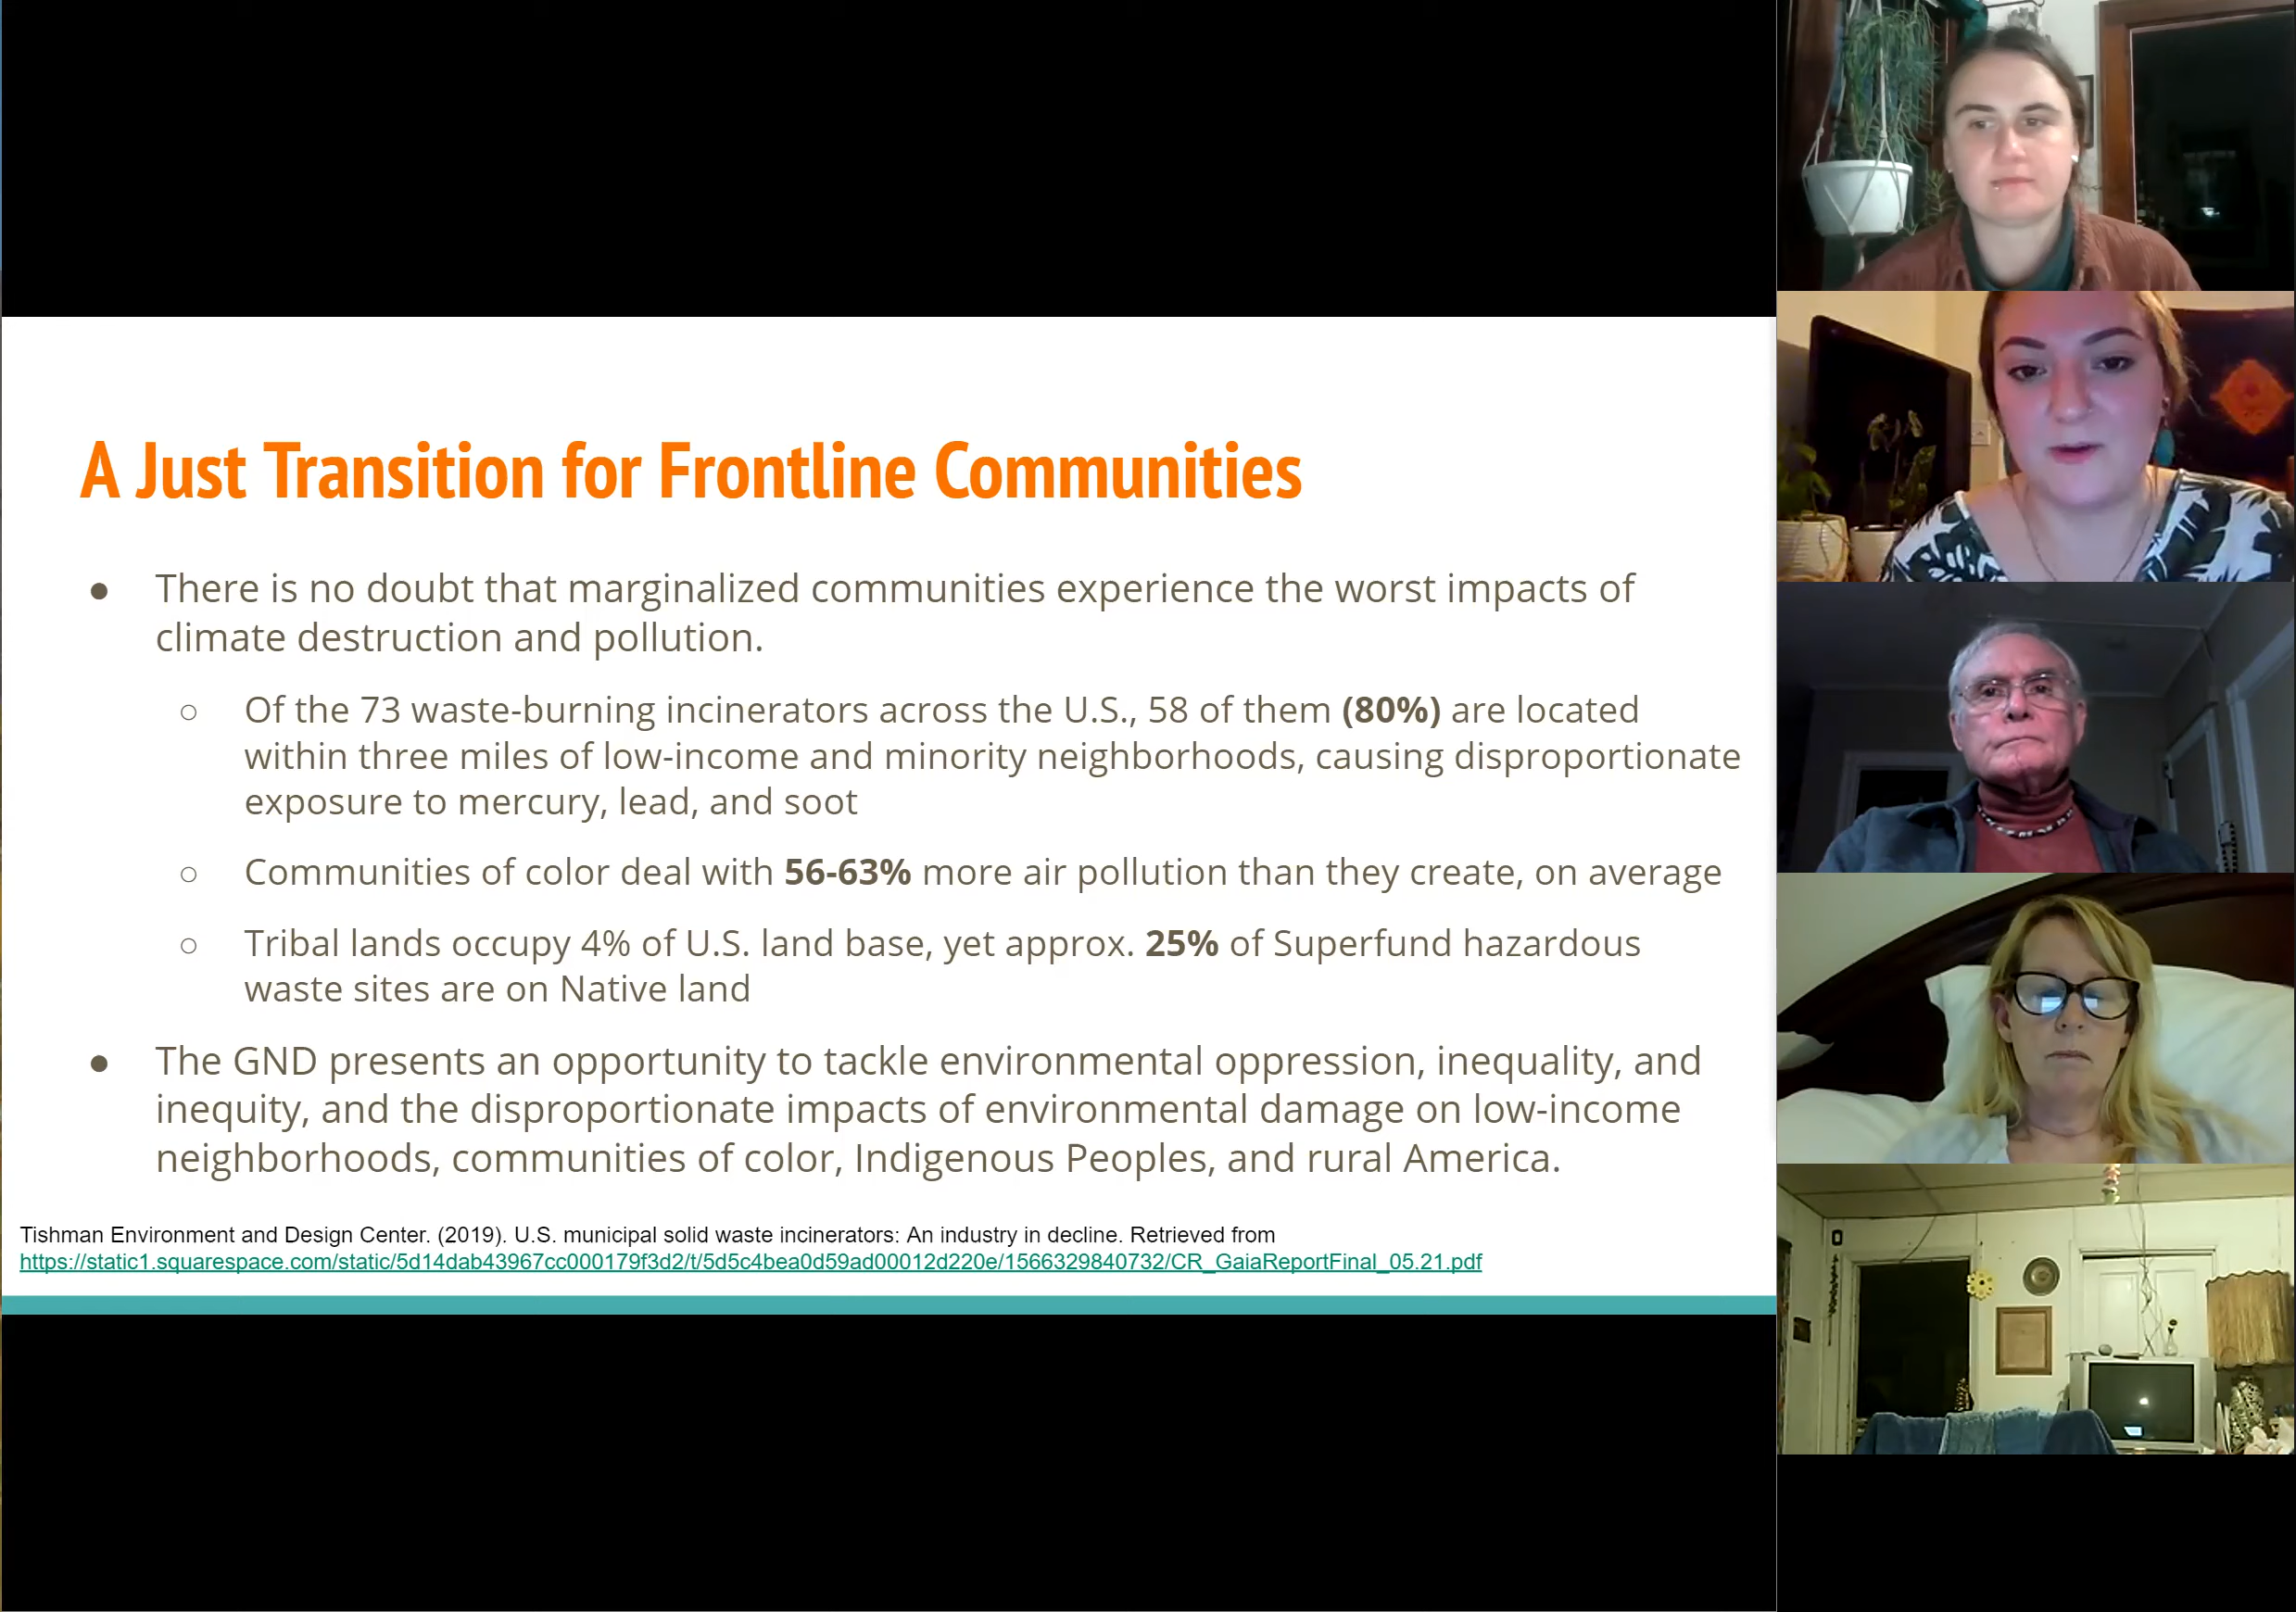 A Just Transition for Frontline Communities
● There is no doubt that marginalized communities experience the worst impacts of
climate destruction and pollution.
○ Of the 73 waste-burning incinerators across the U.S., 58 of them (80%) are located
within three miles of low-income and minority neighborhoods, causing disproportionate
exposure to mercury, lead, and soot
○ Communities of color deal with 56-63% more air pollution than they create, on average
○ Tribal lands occupy 4% of U.S. land base, yet approx. 25% of Superfund hazardous
waste sites are on Native land
● The GND presents an opportunity to tackle environmental oppression, inequality, and
inequity, and the disproportionate impacts of environmental damage on low-income
neighborhoods, communities of color, Indigenous Peoples, and rural America.
Tishman Environment and Design Center. (2019). U.S. municipal solid waste incinerators: An industry in decline. Retrieved from
https://static1.squarespace.com/static/5d14dab43967cc000179f3d2/t/5d5c4bea0d59ad00012d220e/1566329840732/CR_GaiaReportFinal_05.21.pdf